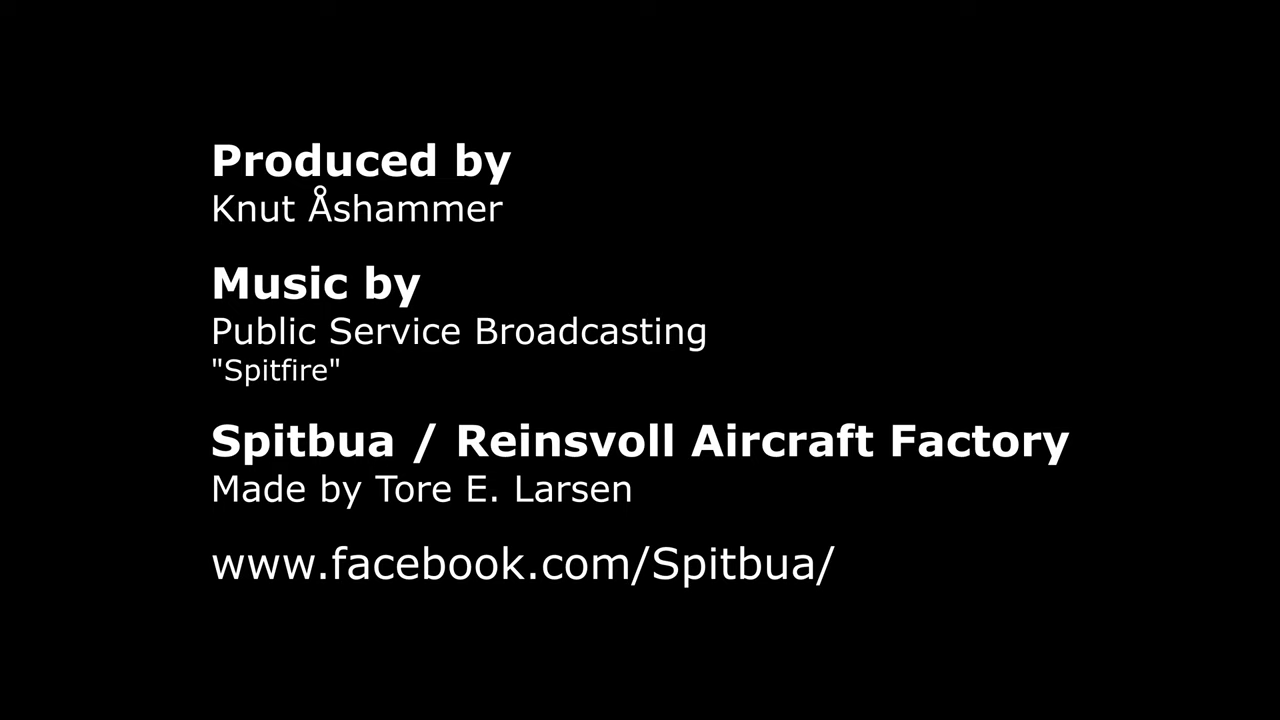 Produced by
Knut Åshammer
Music by
Public Service Broadcasting
"Spitfire"
Spitbua / Reinsvoll Aircraft Factory
Made by Tore E. Larsen
www.facebook.com/Spitbua/